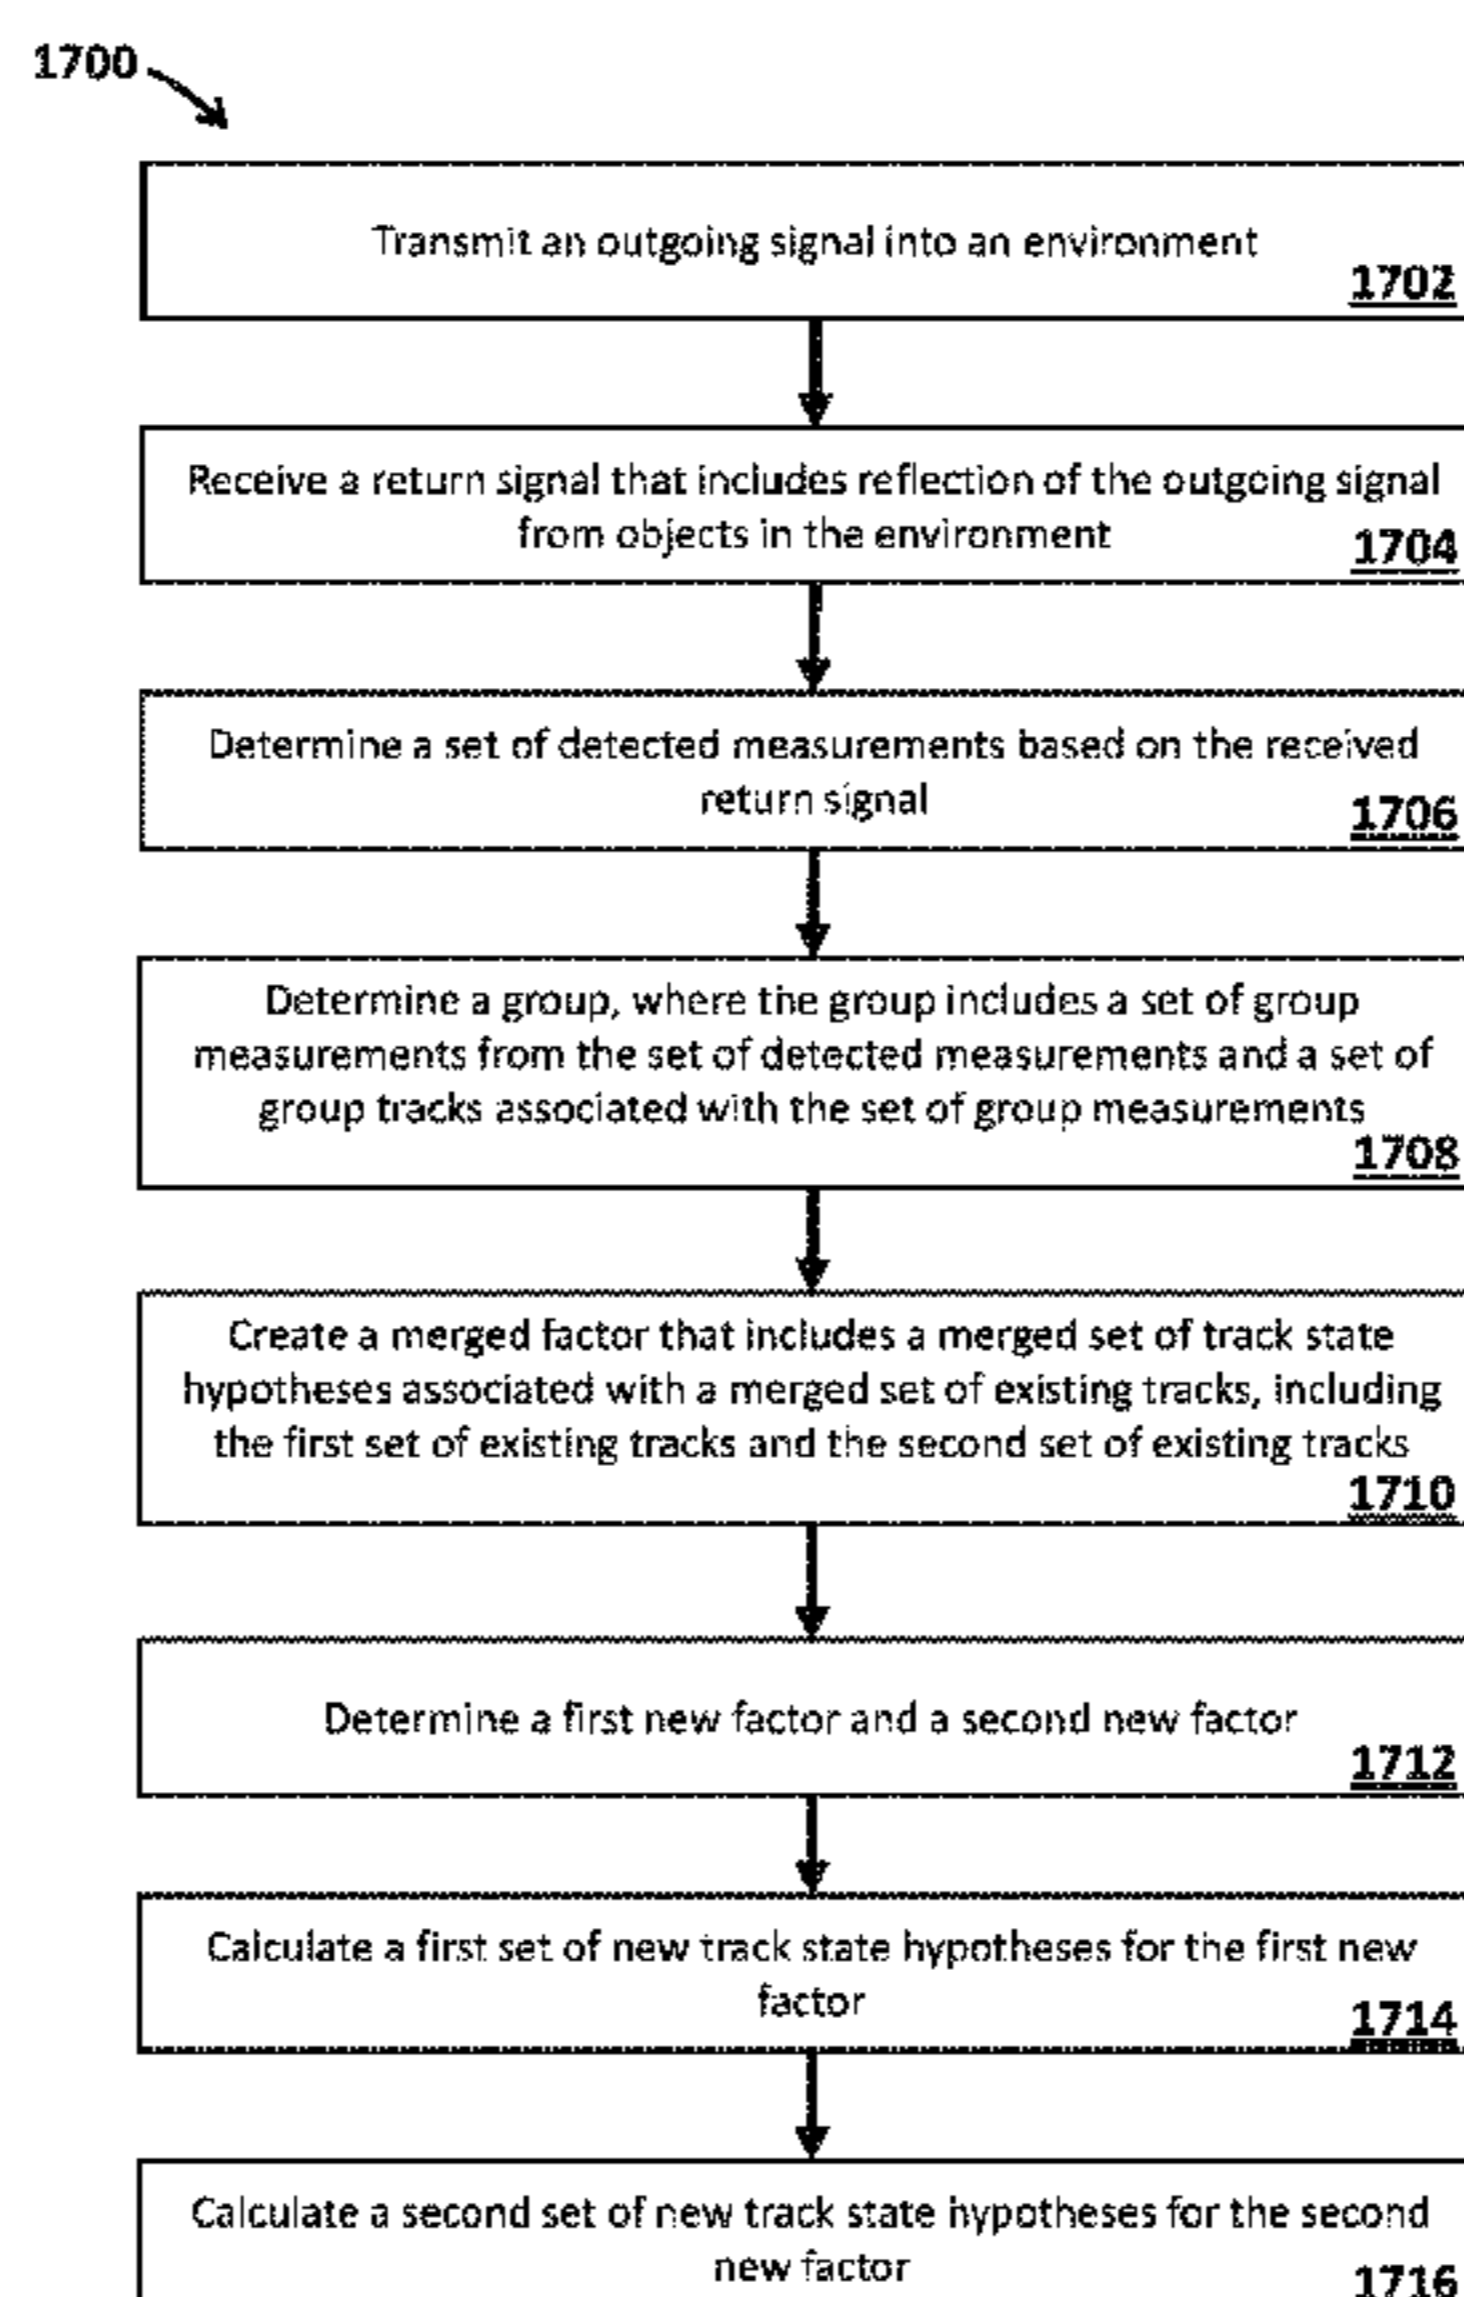 1700
Transmit an outgoing signal into an environment
1702
Receive a return signal that includes reflection of the outgoing signal
from objects in the environment
1704
Determine a set of detected measurements based on the received
return signal
1706
Determine a group, where the group includes a set of group
measurements from the set of detected measurements and a set of
group tracks associated with the set of group measurements
1708
Create a merged factor that includes a merged set of track state
hypotheses associated with a merged set of existing tracks, including
the first set of existing tracks and the second set of existing tracks
1710
Determine a first new factor and a second new factor
1712
Calculate a first set of new track state hypotheses for the first new
factor
1714
Calculate a second set of new track state hypotheses for the second
new factor
1716